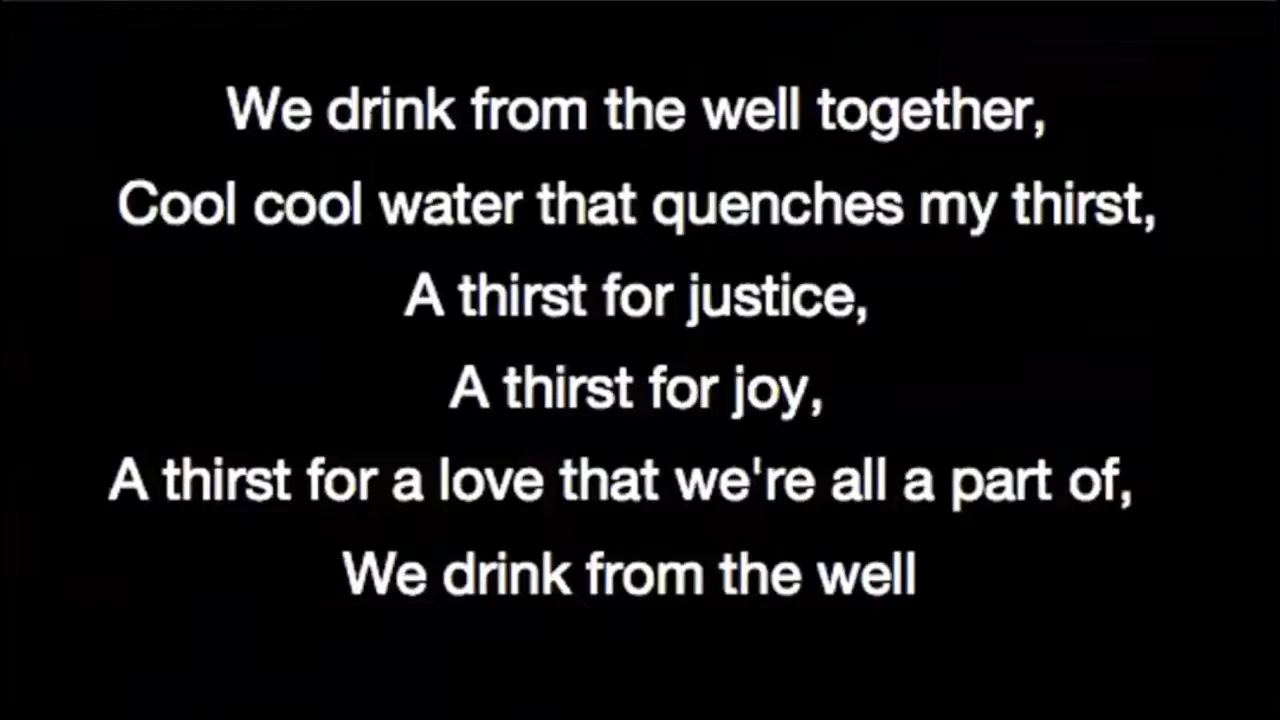 We drink from the well together,
Cool cool water that quenches my thirst,
A thirst for justice,
A thirst for joy,
A thirst for a love that we're all a part of,
We drink from the well